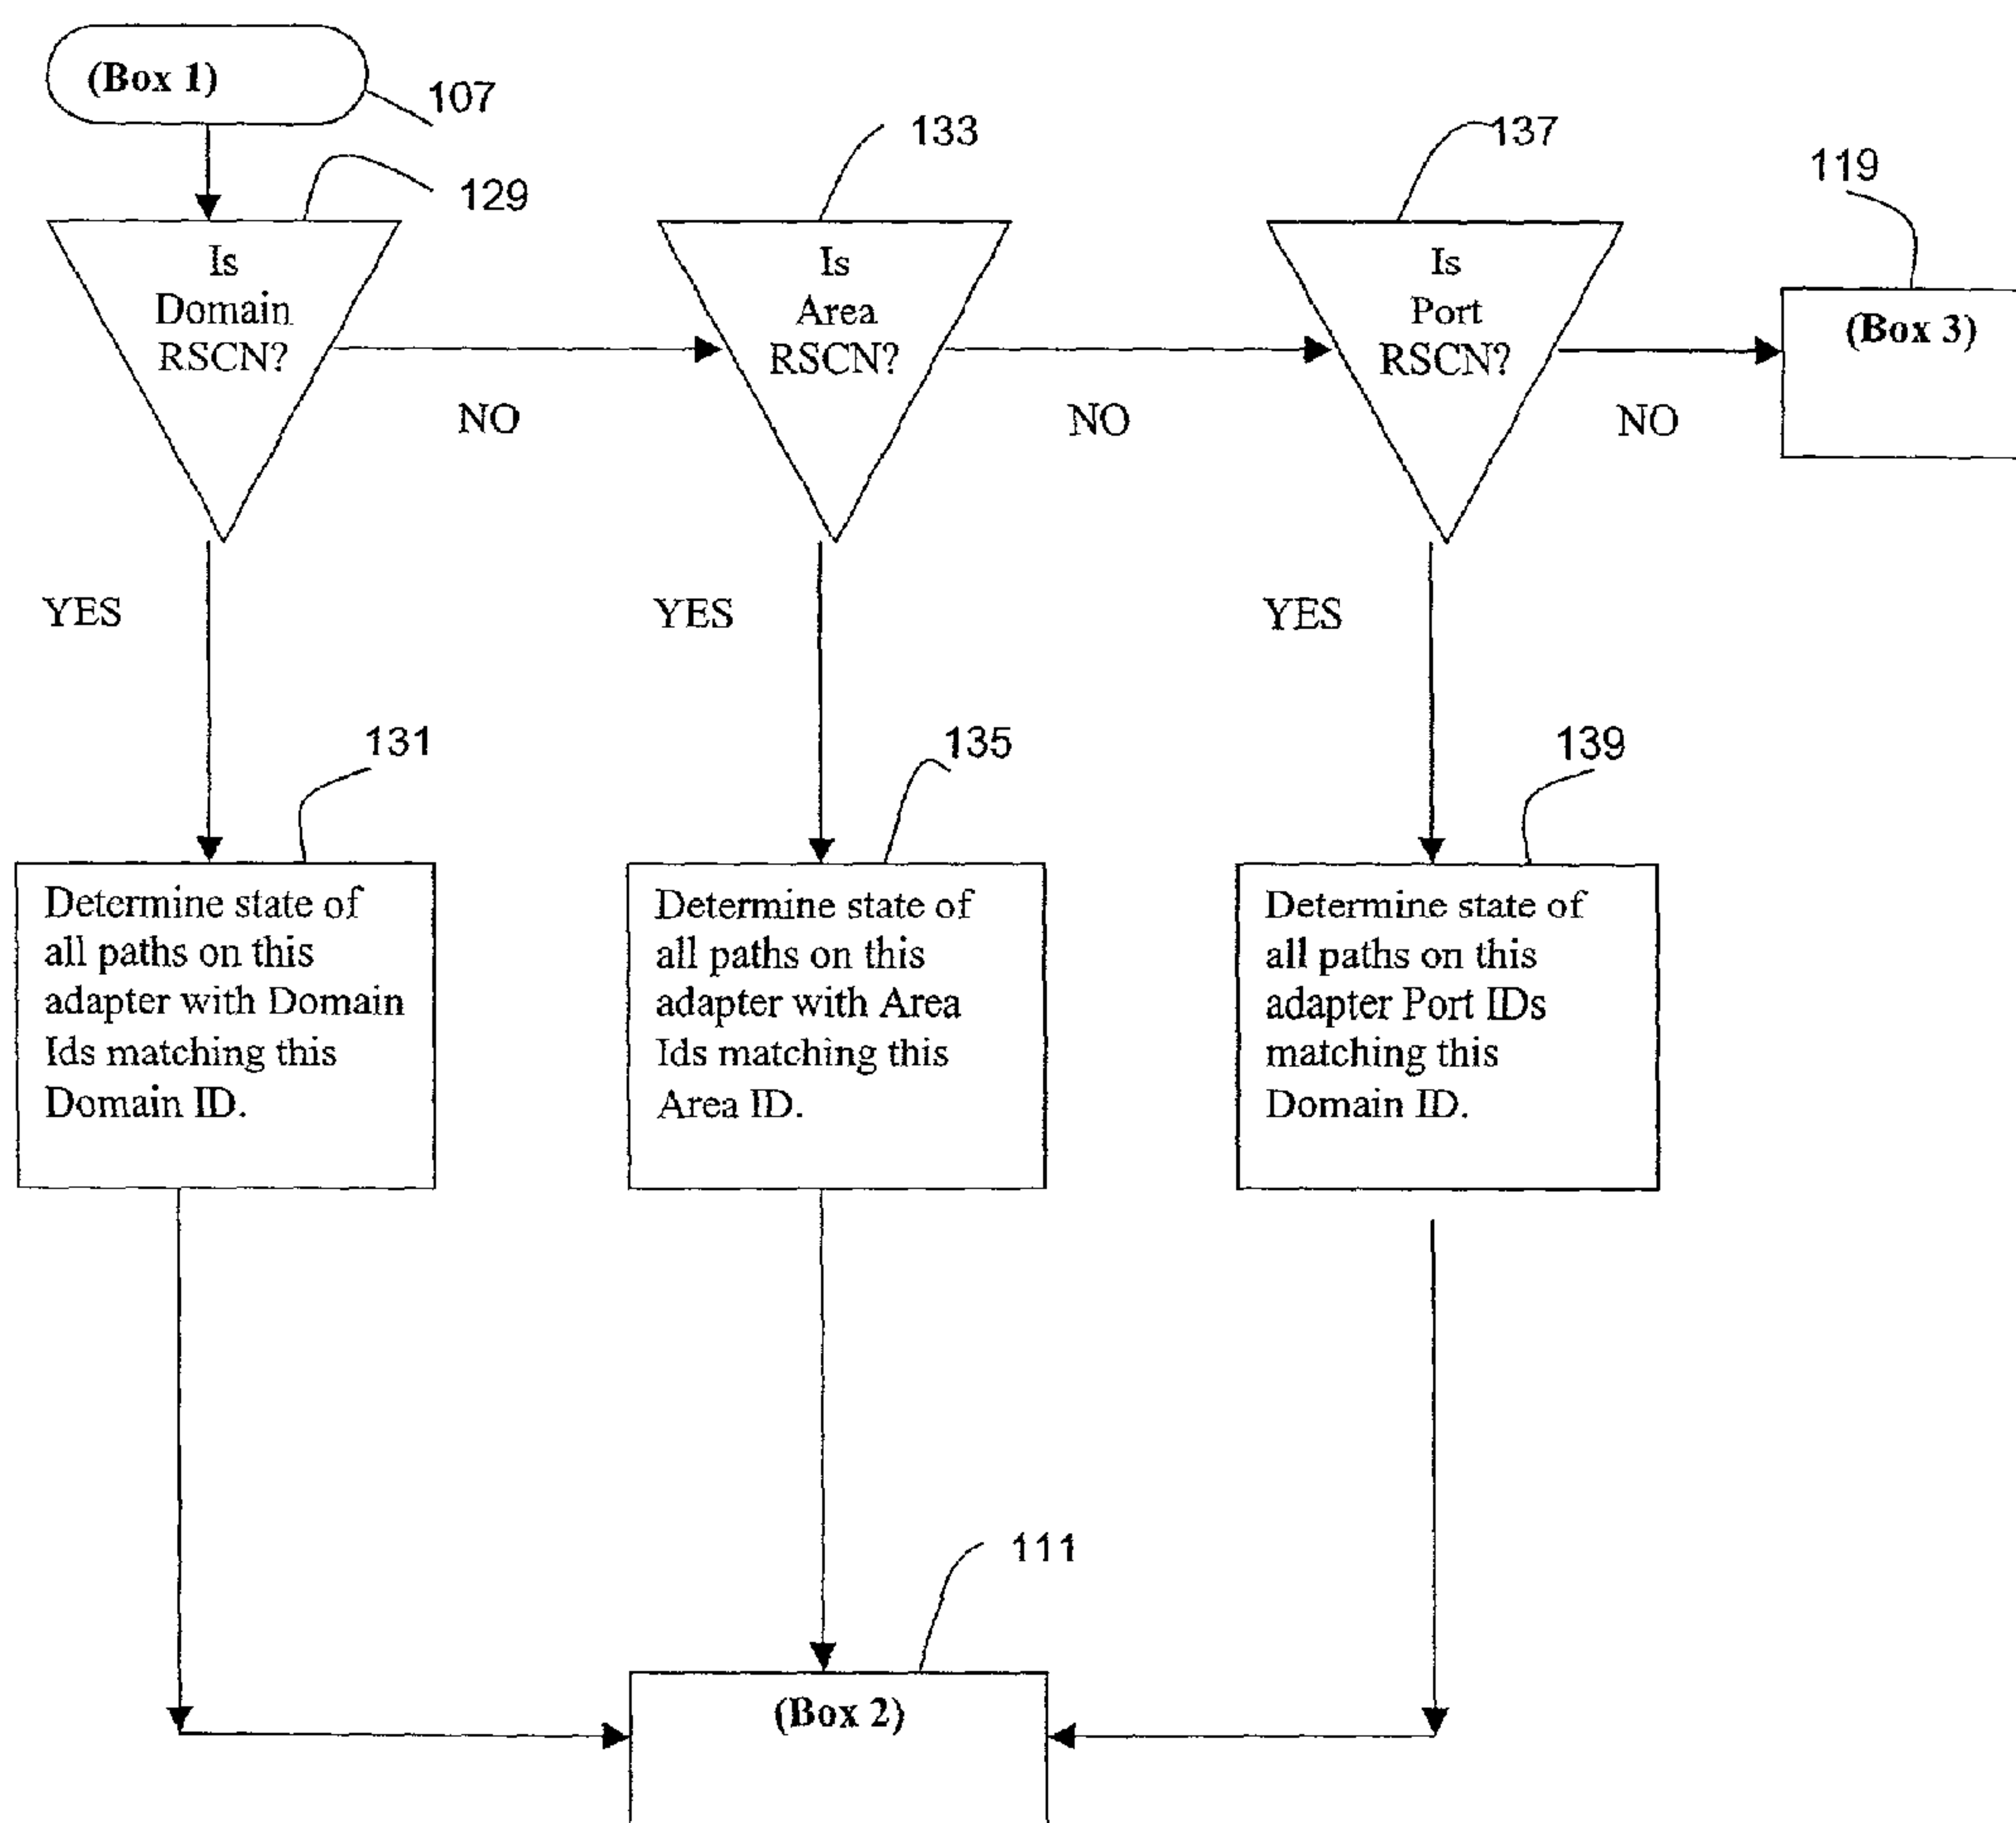 (Box 1)
107
129
133
137
119
Is
Domain
RSCN?
Is
Area
RSCN?
Is
Port
RSCN?
(Box 3)
NO
NO
NO
YES
YES
YES
131
135
139
Determine state of
all paths on this
adapter with Domain
Ids matching this
Domain ID.
Determine state of
all paths on this
adapter with Area
Ids matching this
Area ID.
Determine state of
all paths on this
adapter Port IDs
matching this
Domain ID.
111
(Box 2)